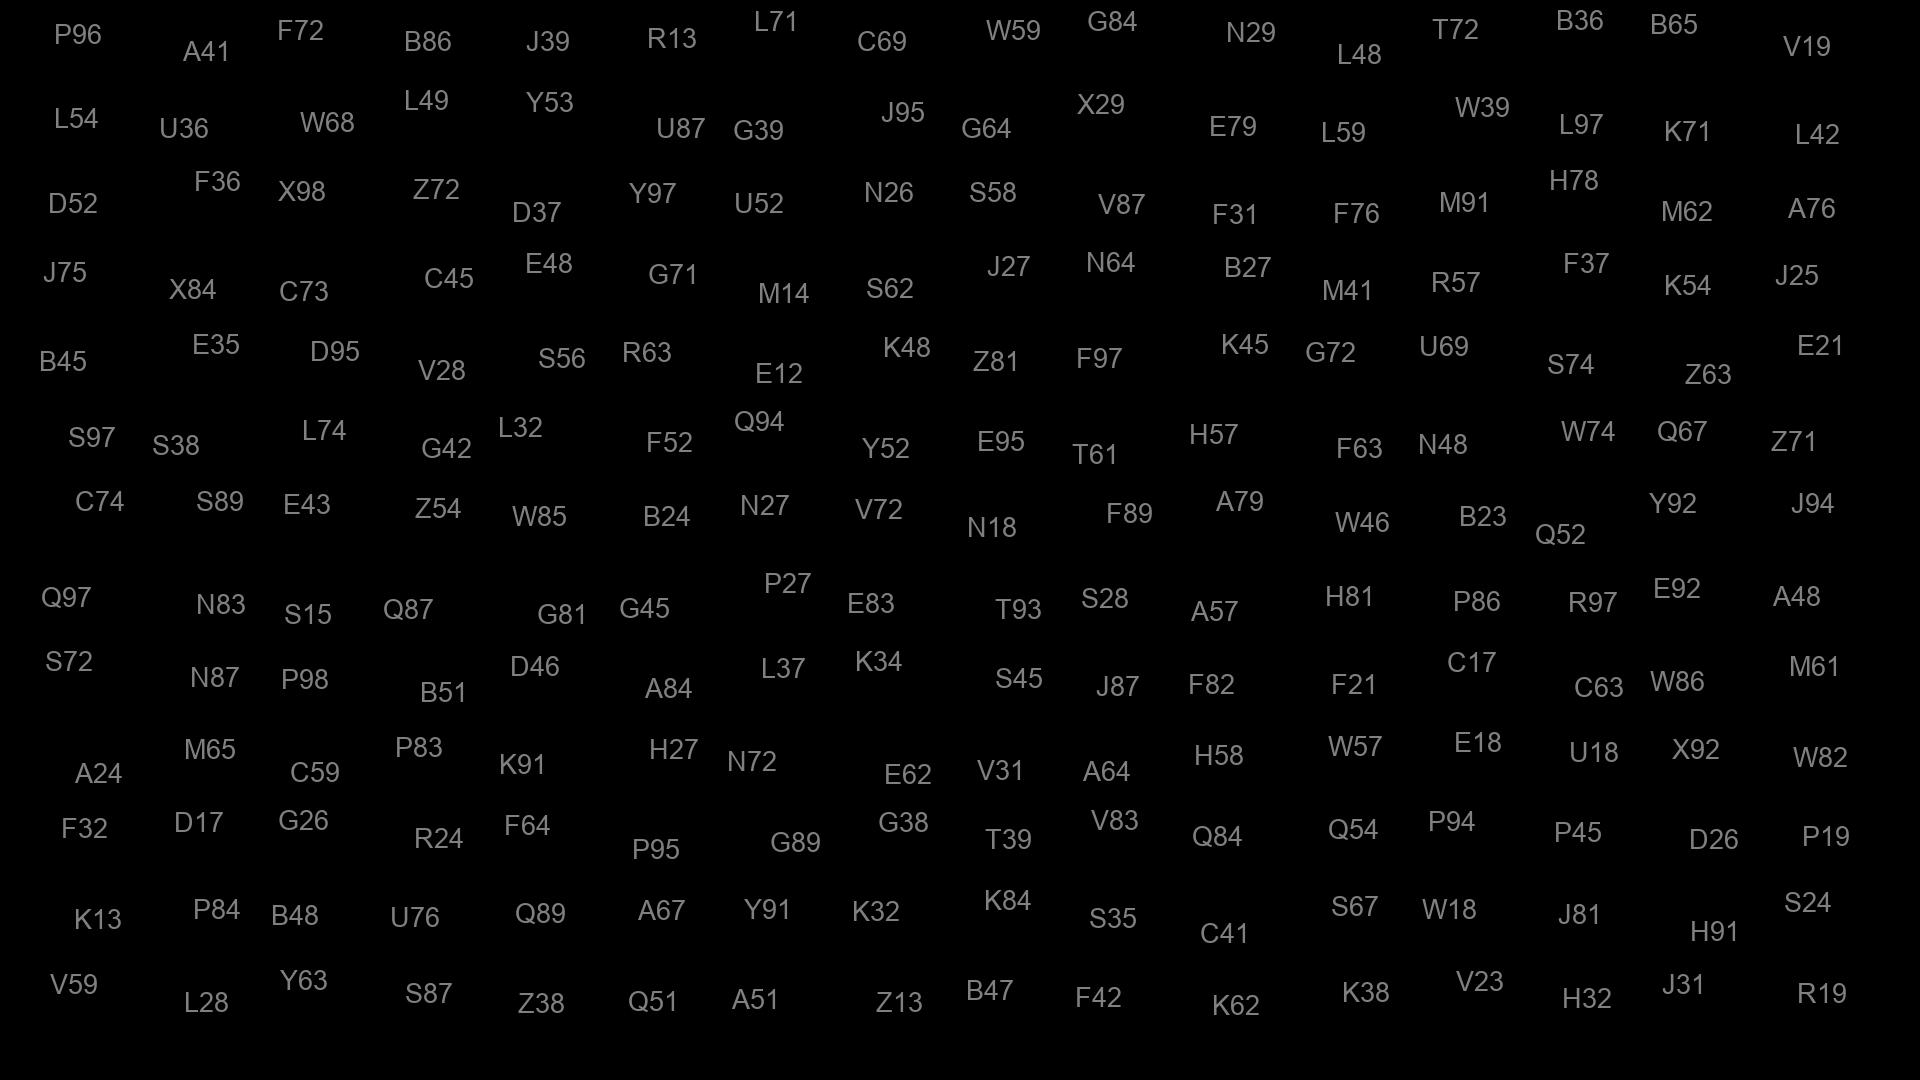 P96 A41 F72 B86 J39 R13 L71 C69 W59 G84 N29 L48 T72 B36 B65 V19
L54 U36 W68 L49 Y53 U87 G39 J95 G64 X29 E79 L59 W39 L97 K71 L42
D52 F36 X98 Z72 D37 Y97 U52 N26 S58 V87 F31 F76 M91 H78 M62 A76
J75 X84 C73 C45 E48 G71 M14 S62 J27 N64 B27 M41 R57 F37 K54 J25
B45 E35 D95 V28 S56 R63 E12 K48 Z81 F97 K45 G72 U69 S74 Z63 E21
S97 S38 L74 G42 L32 F52 Q94 Y52 E95 T61 H57 F63 N48 W74 Q67 Z71
C74 S89 E43 Z54 W85 B24 N27 V72 N18 F89 A79 W46 B23 Q52 Y92 J94
Q97 N83 S15 Q87 G81 G45 P27 E83 T93 S28 A57 H81 P86 R97 E92 A48
S72 N87 P98 B51 D46 A84 L37 K34 S45 J87 F82 F21 C17 C63 W86 M61
A24 M65 C59 P83 K91 H27 N72 E62 V31 A64 H58 W57 E18 U18 X92 W82
F32 D17 G26 R24 F64 P95 G89 G38 T39 V83 Q84 Q54 P94 P45 D26 P19
K13 P84 B48 U76 Q89 A67 Y91 K32 K84 S35 C41 S67 W18 J81 H91 S24
V59 L28 Y63 S87 Z38 Q51 A51 Z13 B47 F42 K62 K38 V23 H32 J31 R19